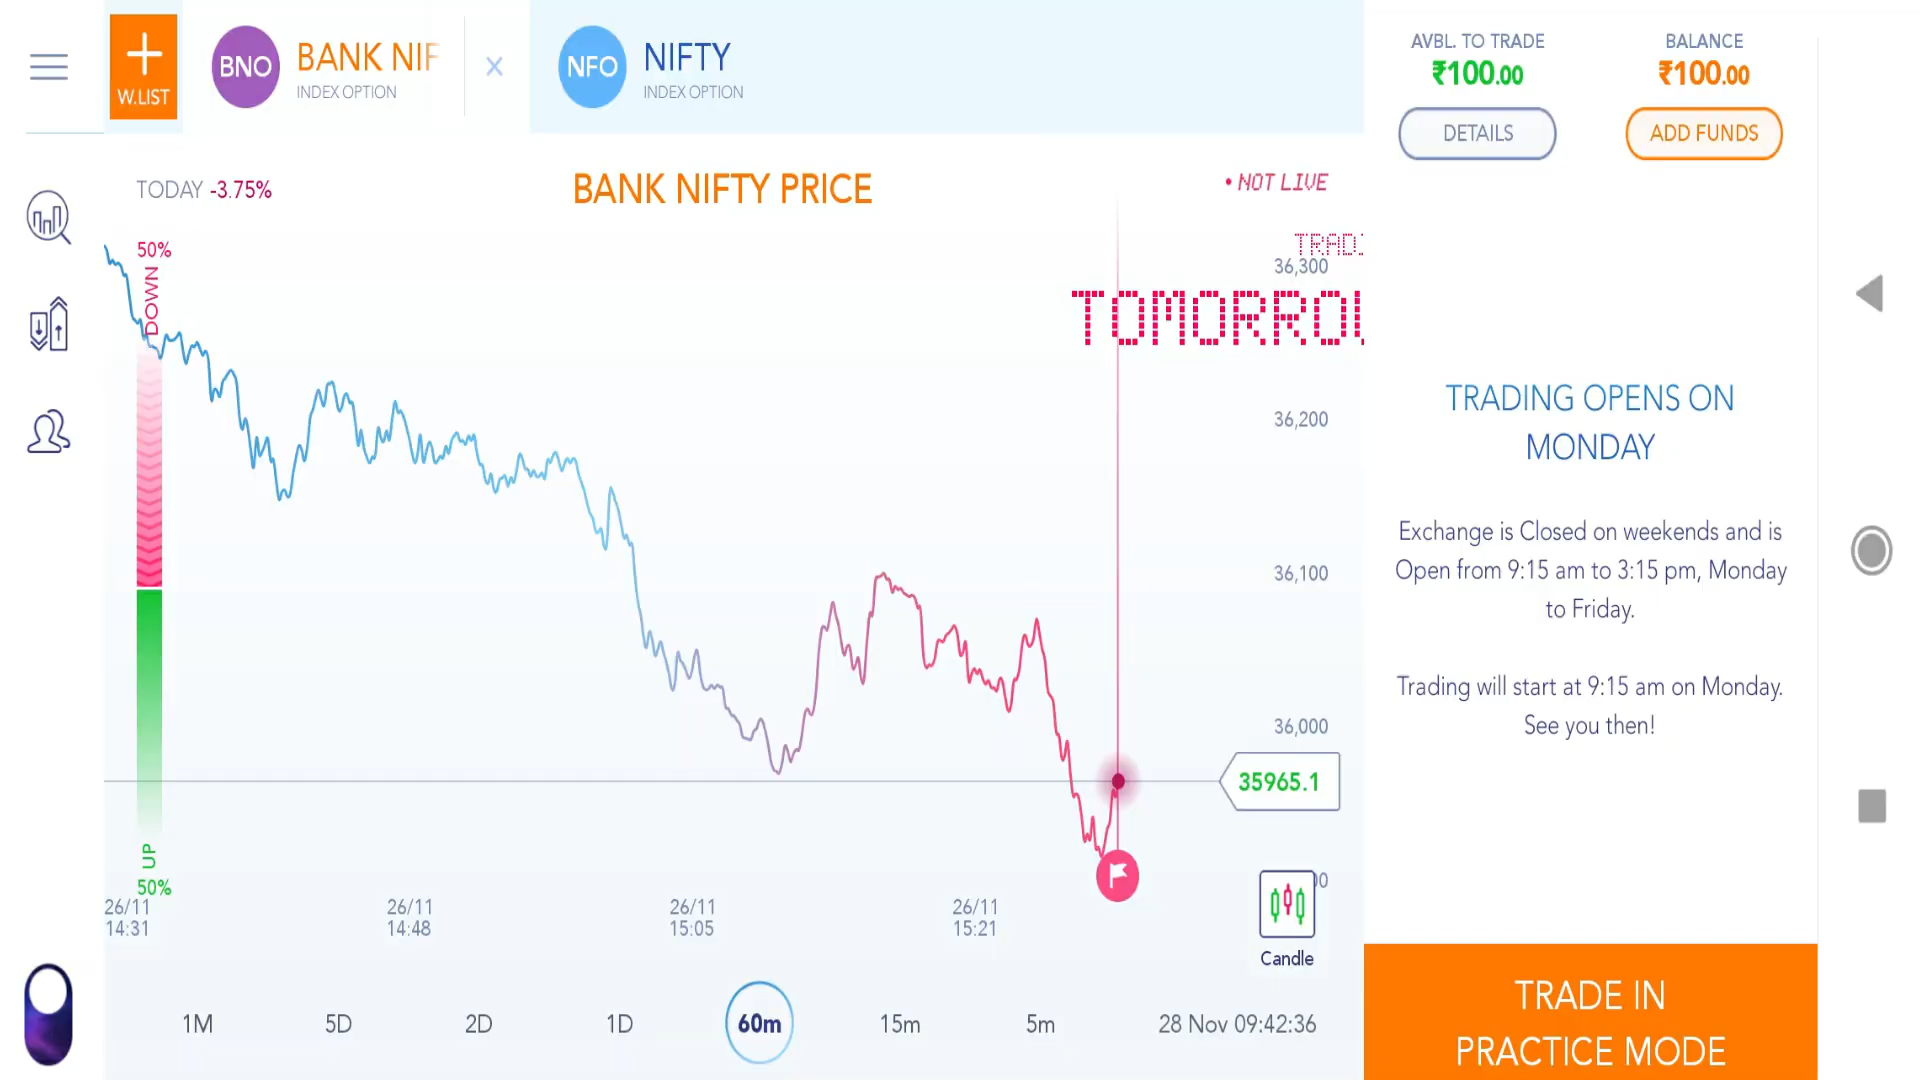 W.LIST
BNO
BANK NIF
INDEX OPTION
NFO
NIFTY
INDEX OPTION
AVBL. TO TRADE
₹100.00
DETAILS
BALANCE
₹100.00
ADD FUNDS
TODAY -3.75%
BANK NIFTY PRICE
• NOT LIVE
50%
DOWN
UP
50%
TRADI
TOMORRO
36,300
36,200
36,100
36,000
35965.1
00
26/11
14:31
26/11
14:48
26/11
15:05
26/11
15:21
Candle
1M
5D
2D
1D
60m
15m
5m
28 Nov 09:42:36
TRADING OPENS ON
MONDAY
Exchange is Closed on weekends and is
Open from 9:15 am to 3:15 pm, Monday
to Friday.
Trading will start at 9:15 am on Monday.
See you then!
TRADE IN
PRACTICE MODE